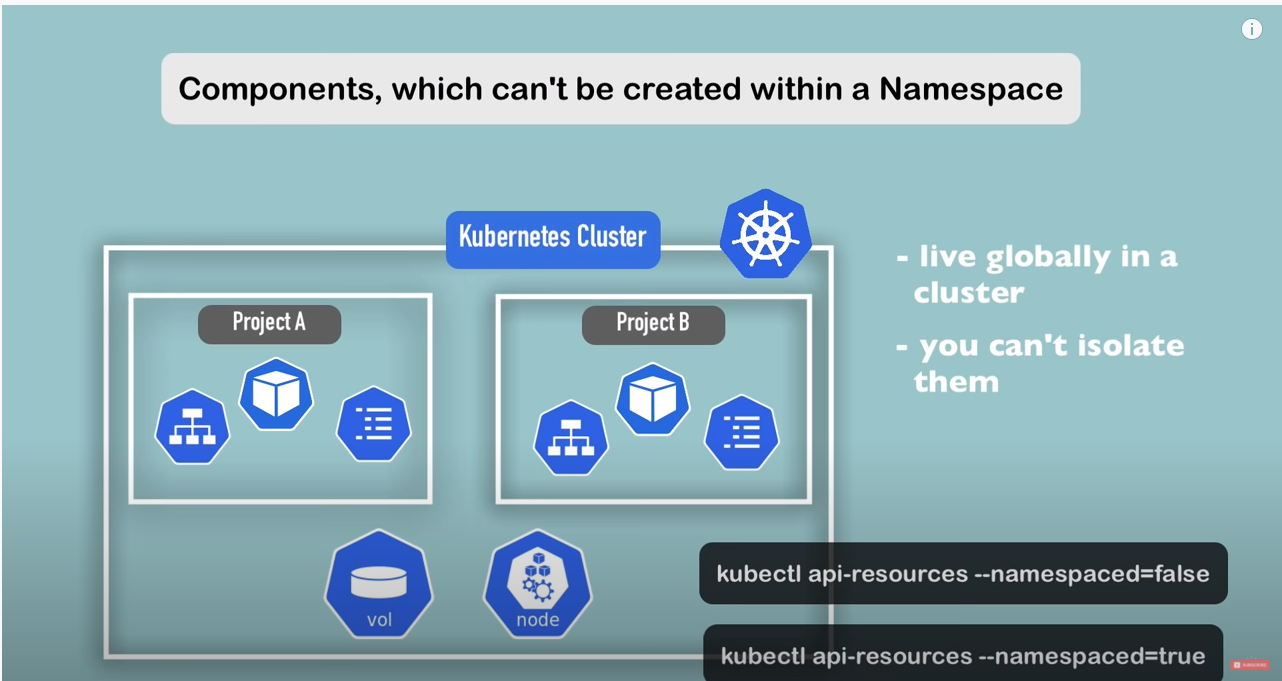 Components, which can't be created within a Namespace
Kubernetes Cluster
Project A
Project B
- live globally in a
cluster
- you can't isolate
them
vol
node
kubectl api-resources --namespaced=false
kubectl api-resources --namespaced=true
SUBSCRIBE